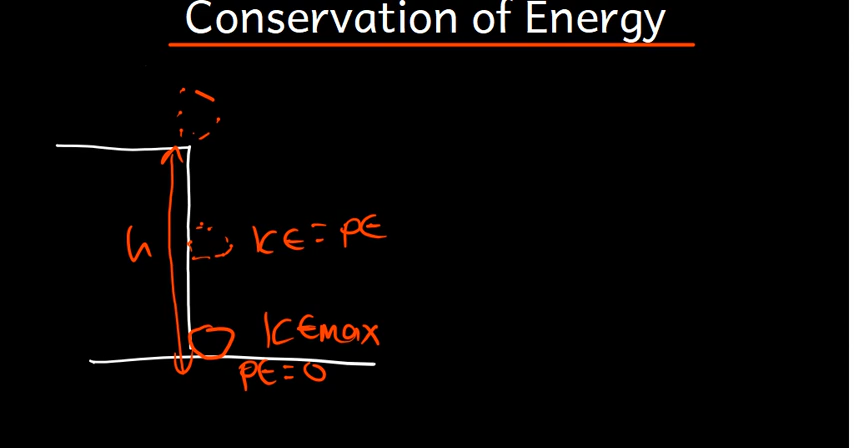 Conservation of Energy
h
KE = PE
KEmax
PE = 0